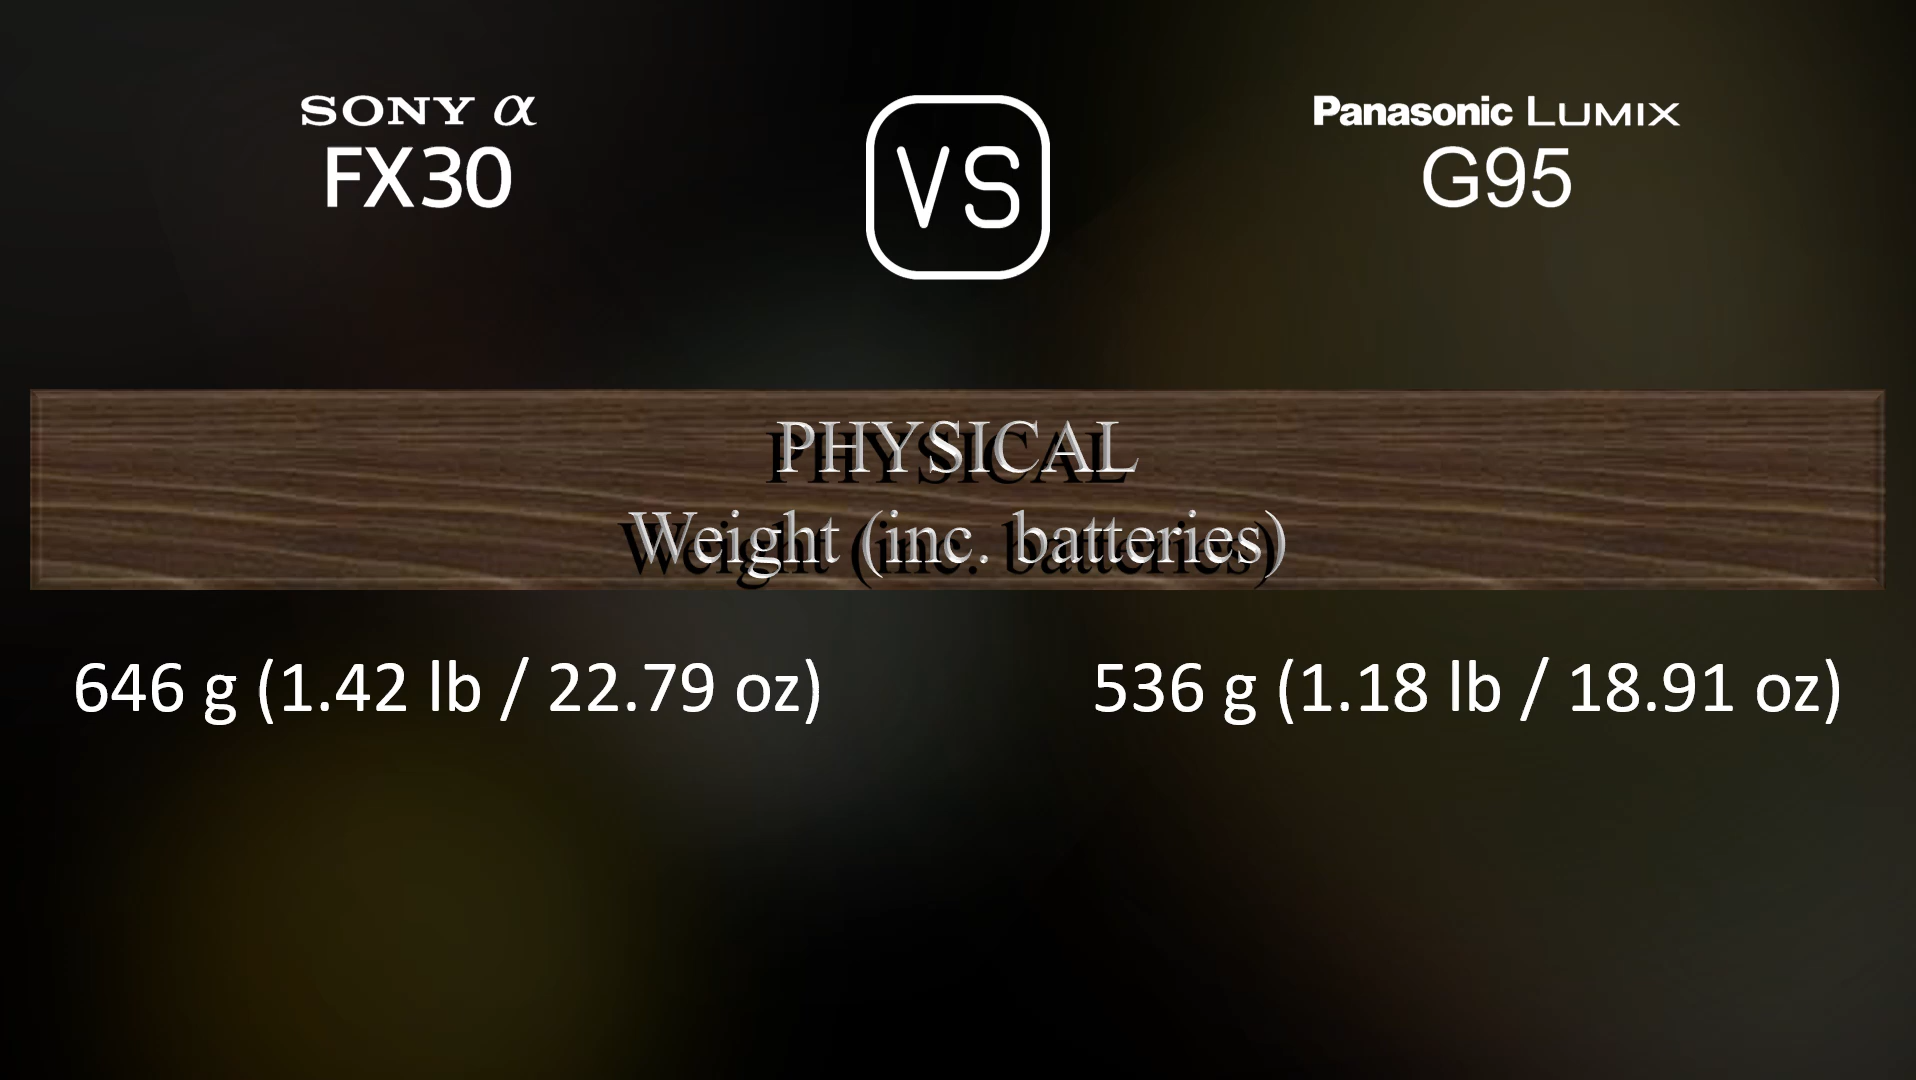 SONY α
FX30
VS
Panasonic LUMIX
G95
PHYSICAL
Weight (inc. batteries)
646 g (1.42 lb / 22.79 oz)
536 g (1.18 lb / 18.91 oz)